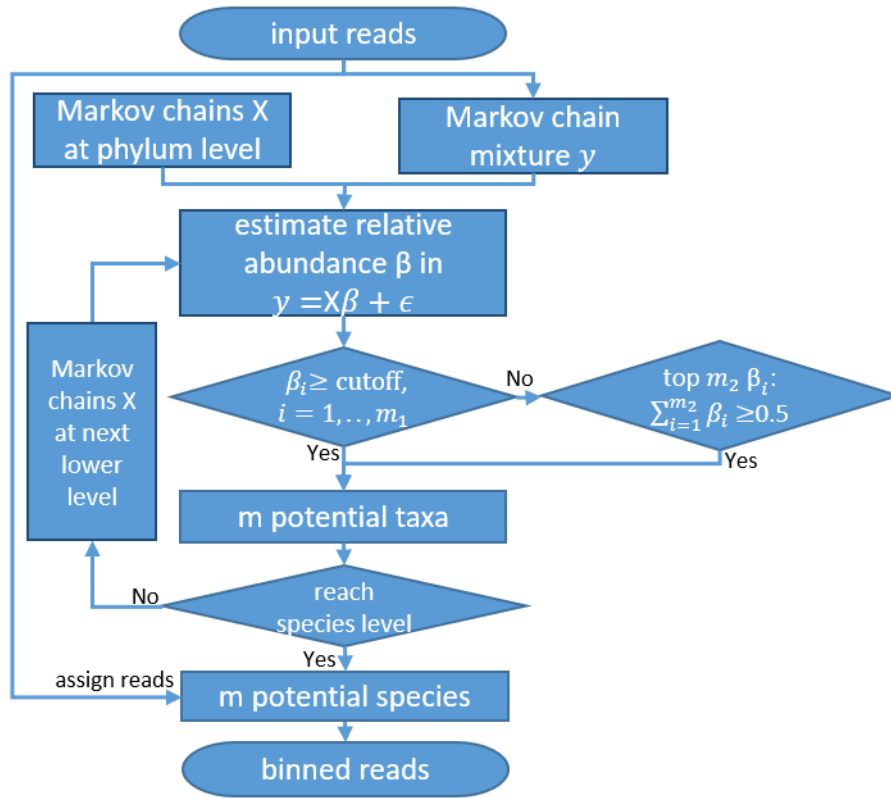 input reads
Markov chains X
at phylum level
Markov chain
mixture y
estimate relative
abundance β in
y =Xβ + ϵ
Markov
chains X
at next
lower
level
β_i ≥ cutoff,
i = 1,..,m_1
No
top m_2 β_i:
∑_{i=1}^{m_2} β_i ≥0.5
Yes
Yes
m potential taxa
No
reach
species level
Yes
assign reads
m potential species
binned reads